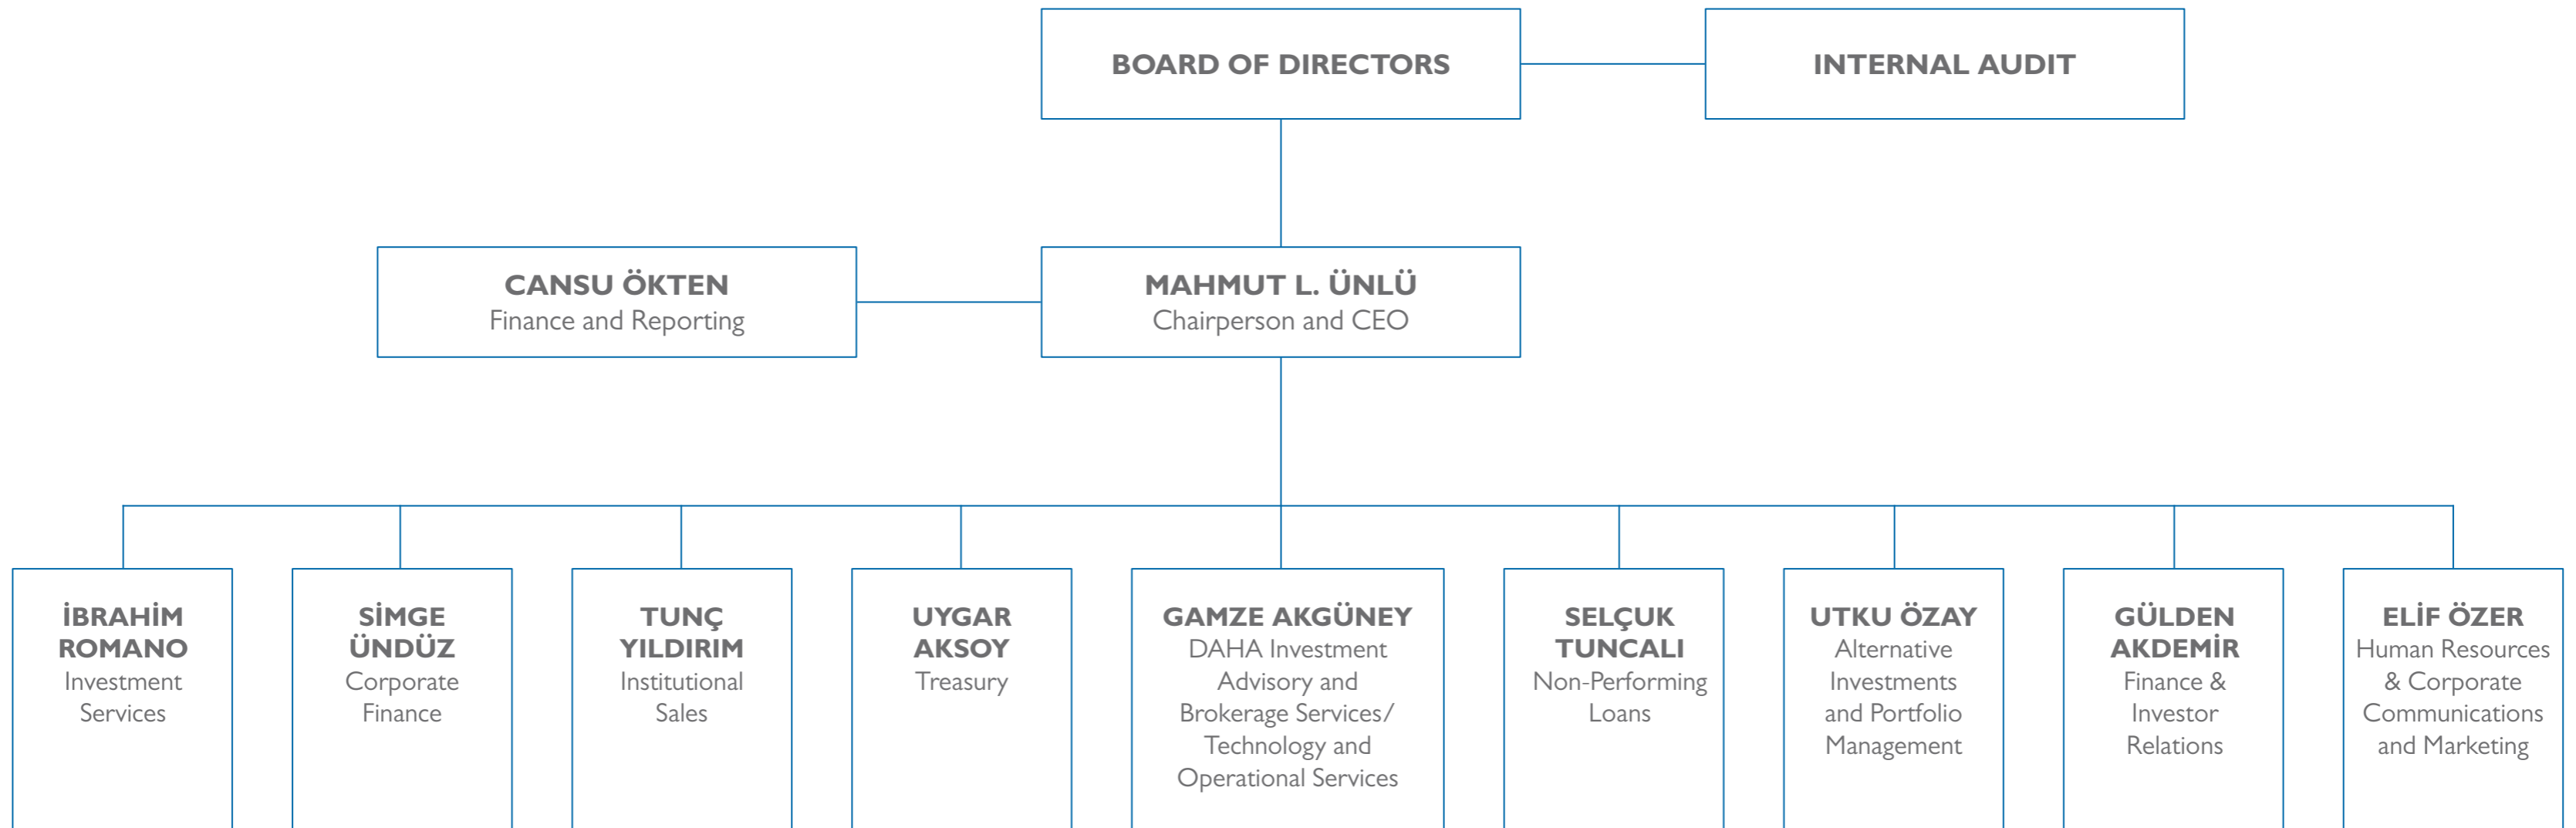 BOARD OF DIRECTORS
INTERNAL AUDIT
CANSU ÖKTEN
Finance and Reporting
MAHMUT L. ÜNLÜ
Chairperson and CEO
İBRAHİM
ROMANO
Investment
Services
SİMGE
ÜNDÜZ
Corporate
Finance
TUNÇ
YILDIRIM
Institutional
Sales
UYGAR
AKSOY
Treasury
GAMZE AKGÜNEY
DAHA Investment
Advisory and
Brokerage Services/
Technology and
Operational Services
SELÇUK
TUNCALI
Non-Performing
Loans
UTKU ÖZAY
Alternative
Investments
and Portfolio
Management
GÜLDEN
AKDEMİR
Finance &
Investor
Relations
ELİF ÖZER
Human Resources
& Corporate
Communications
and Marketing